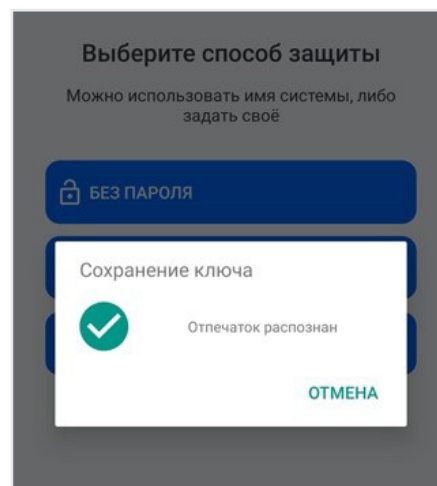 Выберите способ защиты
Можно использовать имя системы, либо
задать своё
БЕЗ ПАРОЛЯ
Сохранение ключа
Отпечаток распознан
ОТМЕНА